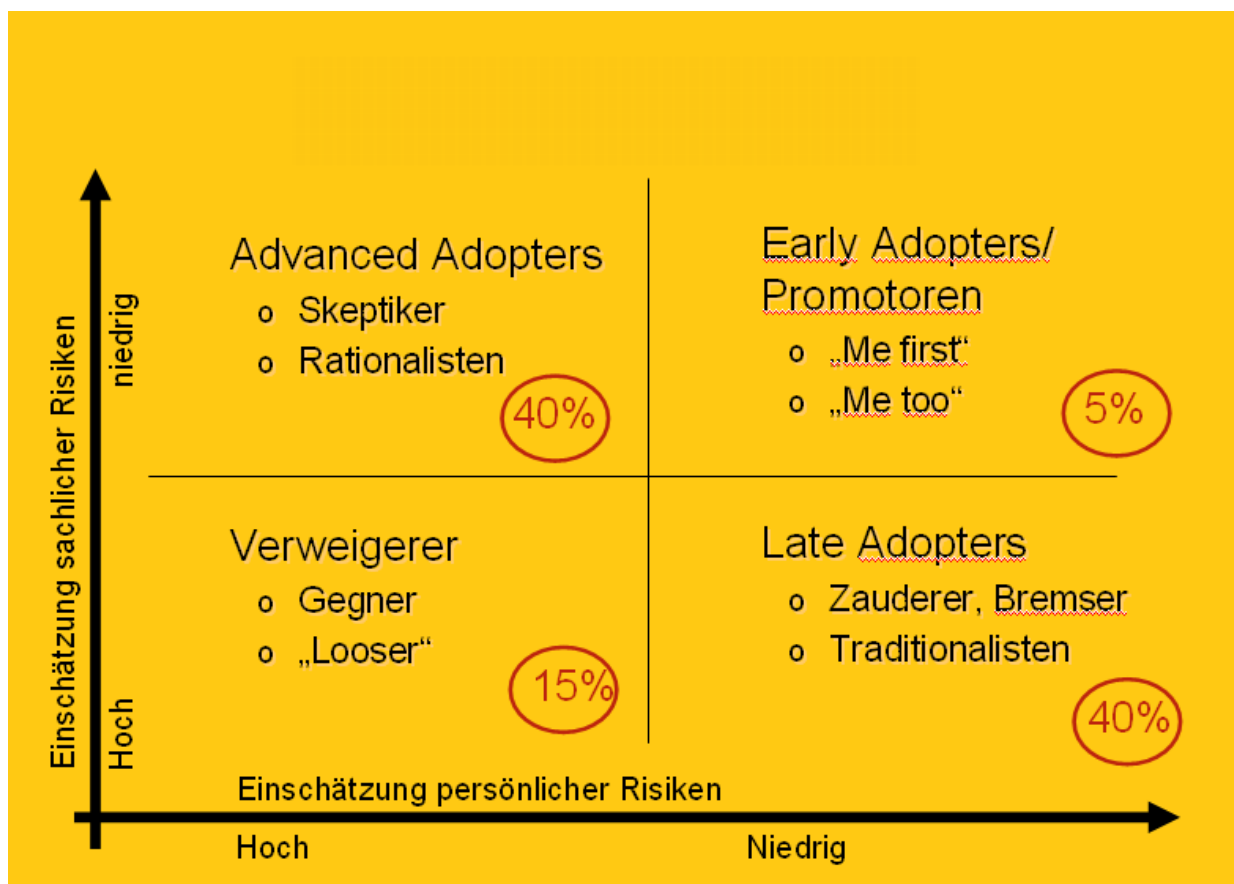 Advanced Adopters
o Skeptiker
o Rationalisten
40%
Early Adopters/
Promotoren
o „Me first“
o „Me too“
5%
Verweigerer
o Gegner
o „Looser“
15%
Late Adopters
o Zauderer, Bremser
o Traditionalisten
40%
Einschätzung sachlicher Risiken
niedrig
Hoch
Einschätzung persönlicher Risiken
Hoch
Niedrig